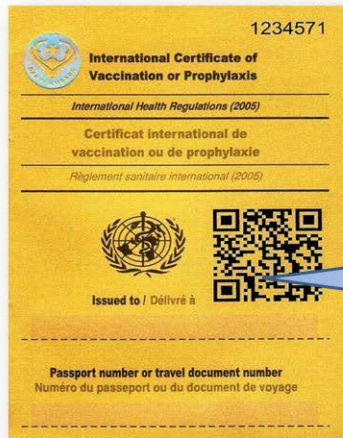 1234571
International Certificate of
Vaccination or Prophylaxis
International Health Regulations (2005)
Certificat international de
vaccination ou de prophylaxie
Règlement sanitaire international (2005)
Issued to / Délivré à
Passport number or travel document number
Numéro du passeport ou du document de voyage